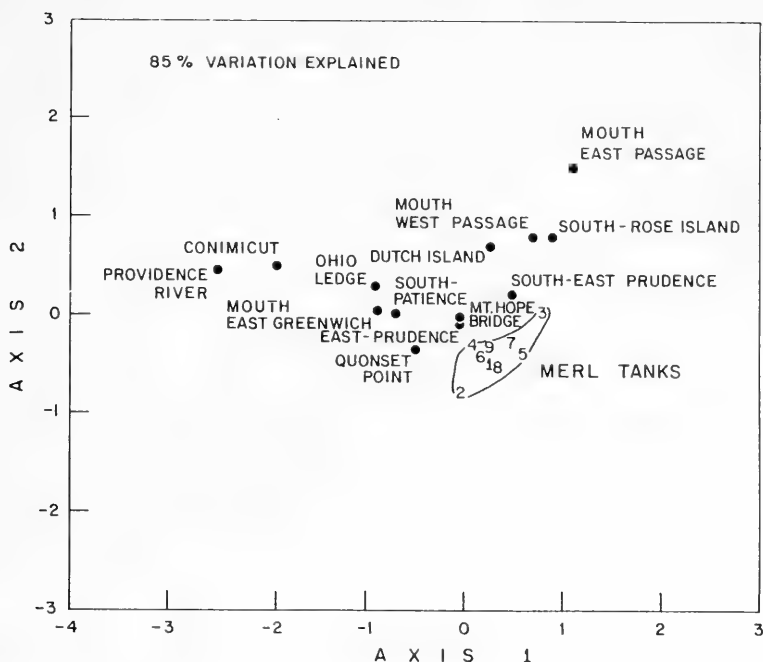 3
2
1
0
-1
-2
-3
AXIS 2
85% VARIATION EXPLAINED
MOUTH
EAST PASSAGE
MOUTH
WEST PASSAGE
SOUTH-ROSE ISLAND
DUTCH ISLAND
CONIMICUT
OHIO
LEDGE
PROVIDENCE
RIVER
SOUTH-
PATIENCE
SOUTH-EAST PRUDENCE
MOUTH
EAST GREENWICH
MT. HOPE
BRIDGE
EAST-PRUDENCE
QUONSET
POINT
3
4 9 7
6 1 8 5
2
MERL TANKS
-4 -3 -2 -1 0 1 2 3
AXIS 1